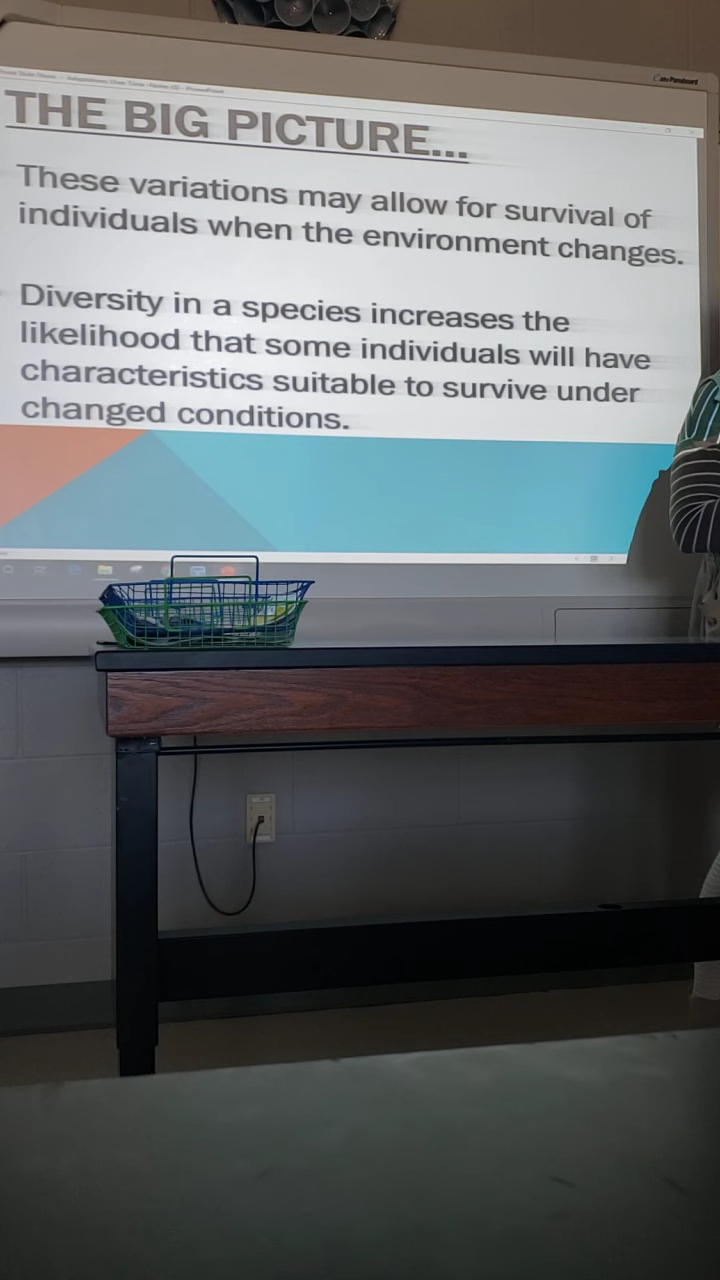 THE BIG PICTURE...
These variations may allow for survival of
individuals when the environment changes.
Diversity in a species increases the
likelihood that some individuals will have
characteristics suitable to survive under
changed conditions.